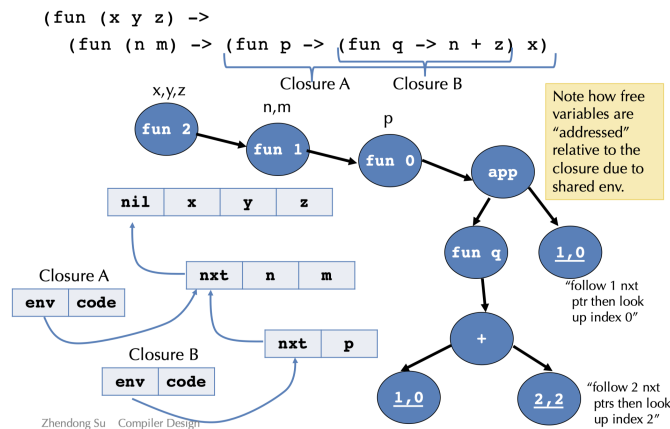 (fun (x y z) ->
(fun (n m) -> (fun p -> (fun q -> n + z) x)
Closure A
Closure B
x,y,z
n,m
p
fun 2
fun 1
fun 0
app
Note how free
variables are
“addressed”
relative to the
closure due to
shared env.
nil x y z
fun q
1,0
“follow 1 nxt
ptr then look
up index 0”
Closure A
nxt n m
env code
+
nxt p
Closure B
env code
1,0
2,2
“follow 2 nxt
ptrs then look
up index 2”
Zhendong Su Compiler Design